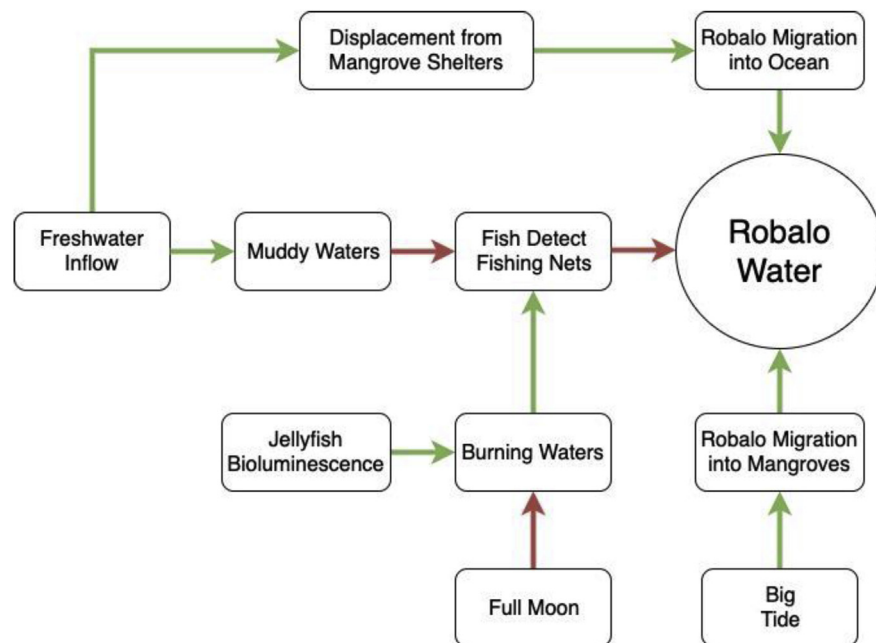 Displacement from
Mangrove Shelters
Robalo Migration
into Ocean
Freshwater
Inflow
Muddy Waters
Fish Detect
Fishing Nets
Robalo
Water
Jellyfish
Bioluminescence
Burning Waters
Robalo Migration
into Mangroves
Full Moon
Big
Tide